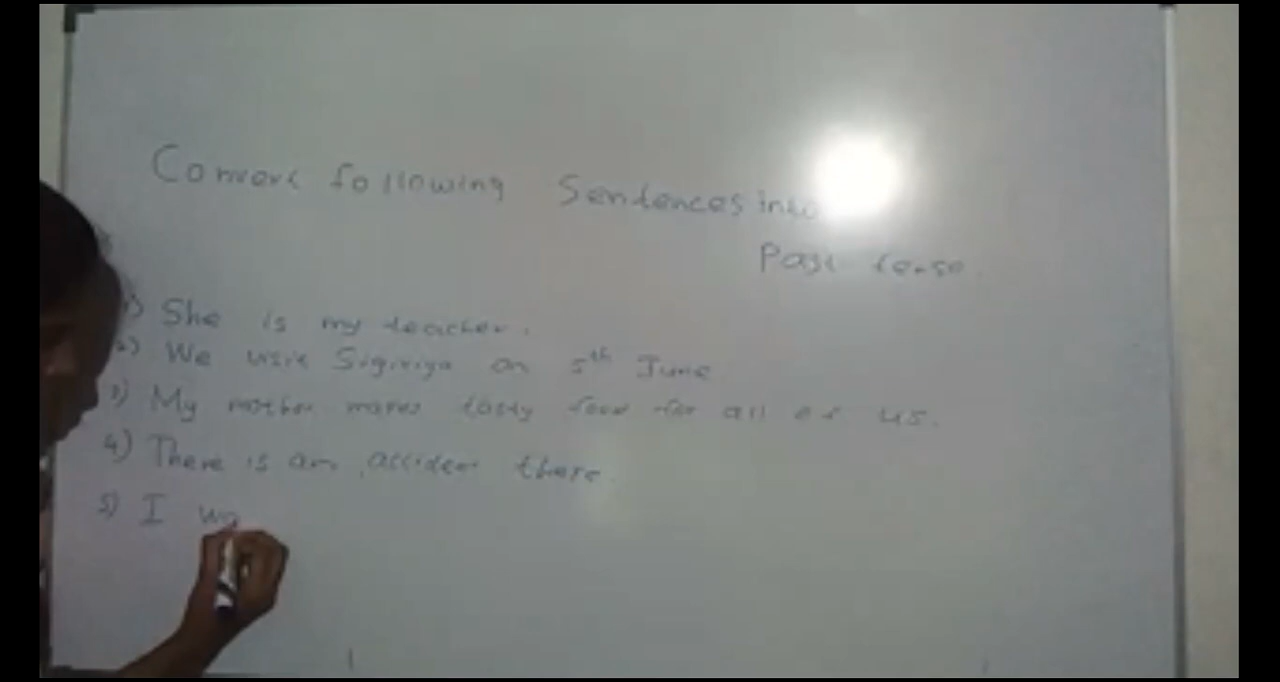 Convert following Sentences into
Past tense.
1) She is my teacher.
2) We visit Sigiriya on 5th June
3) My mother makes tasty food for all of us.
4) There is an accident there.
5) I wa